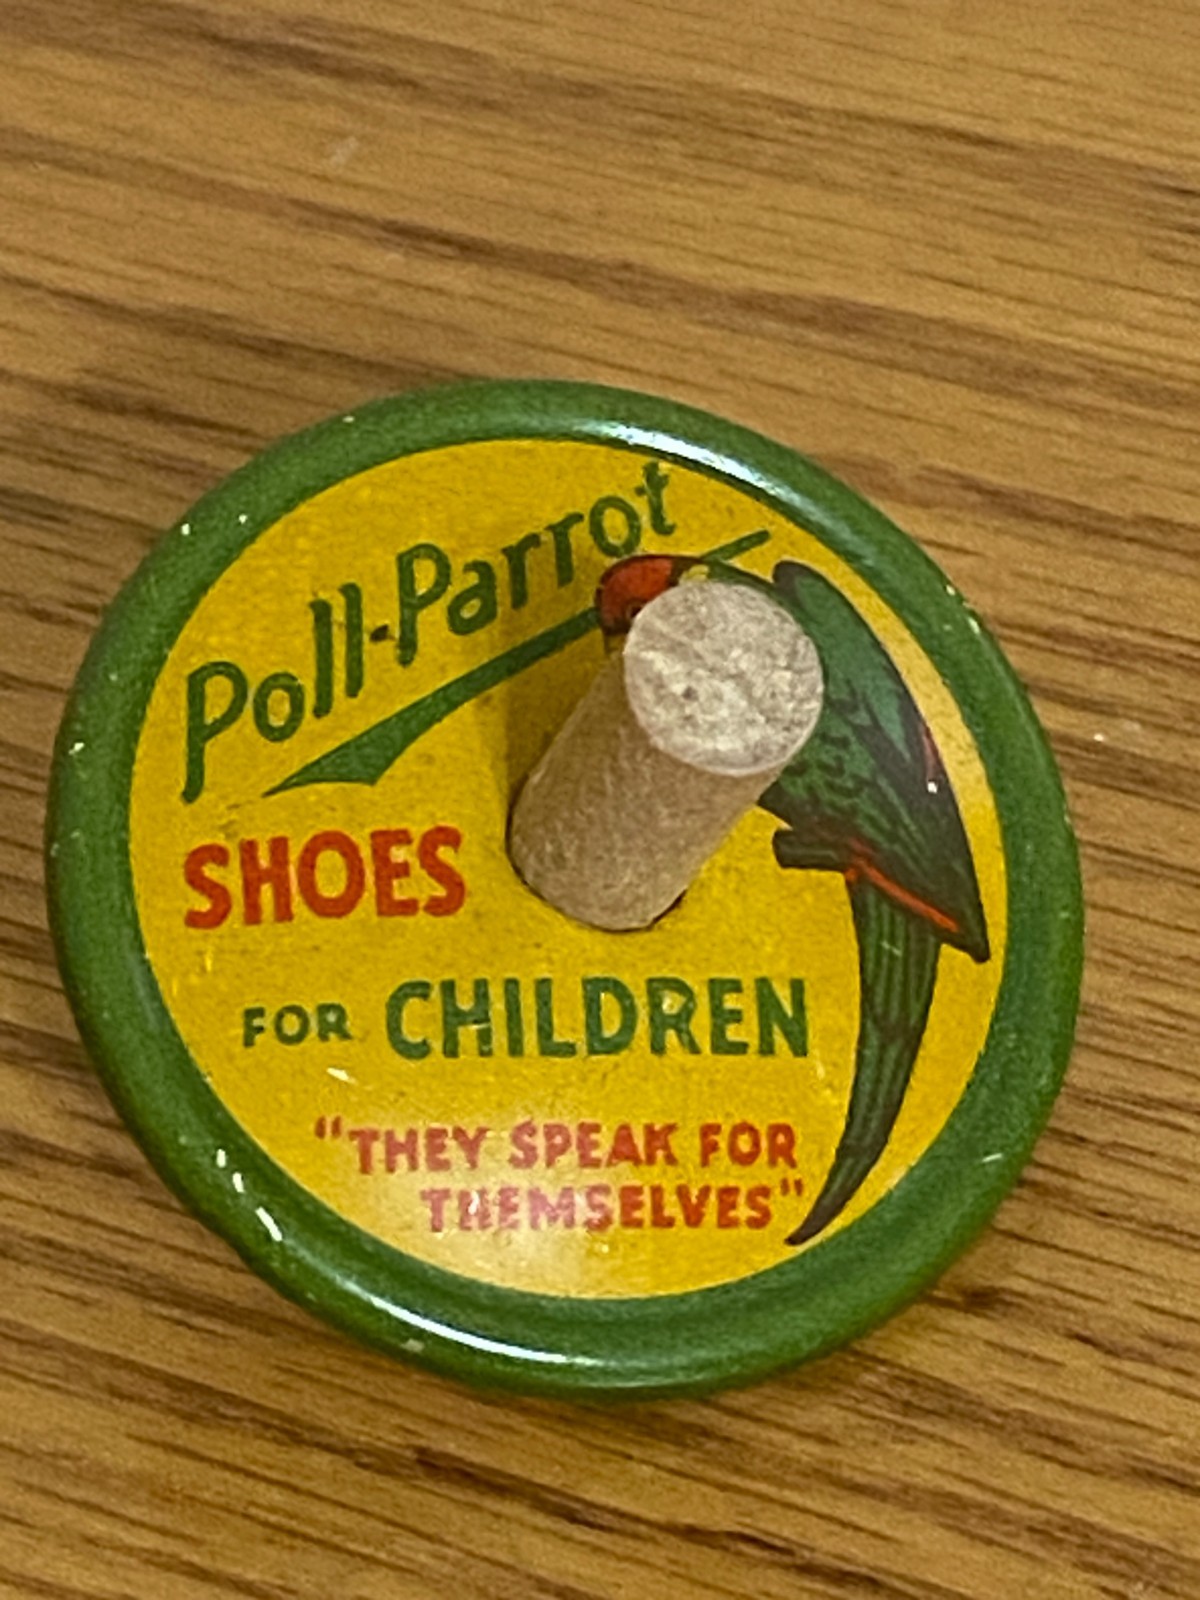 Poll-Parrot
SHOES
FOR CHILDREN
"THEY SPEAK FOR
THEMSELVES"